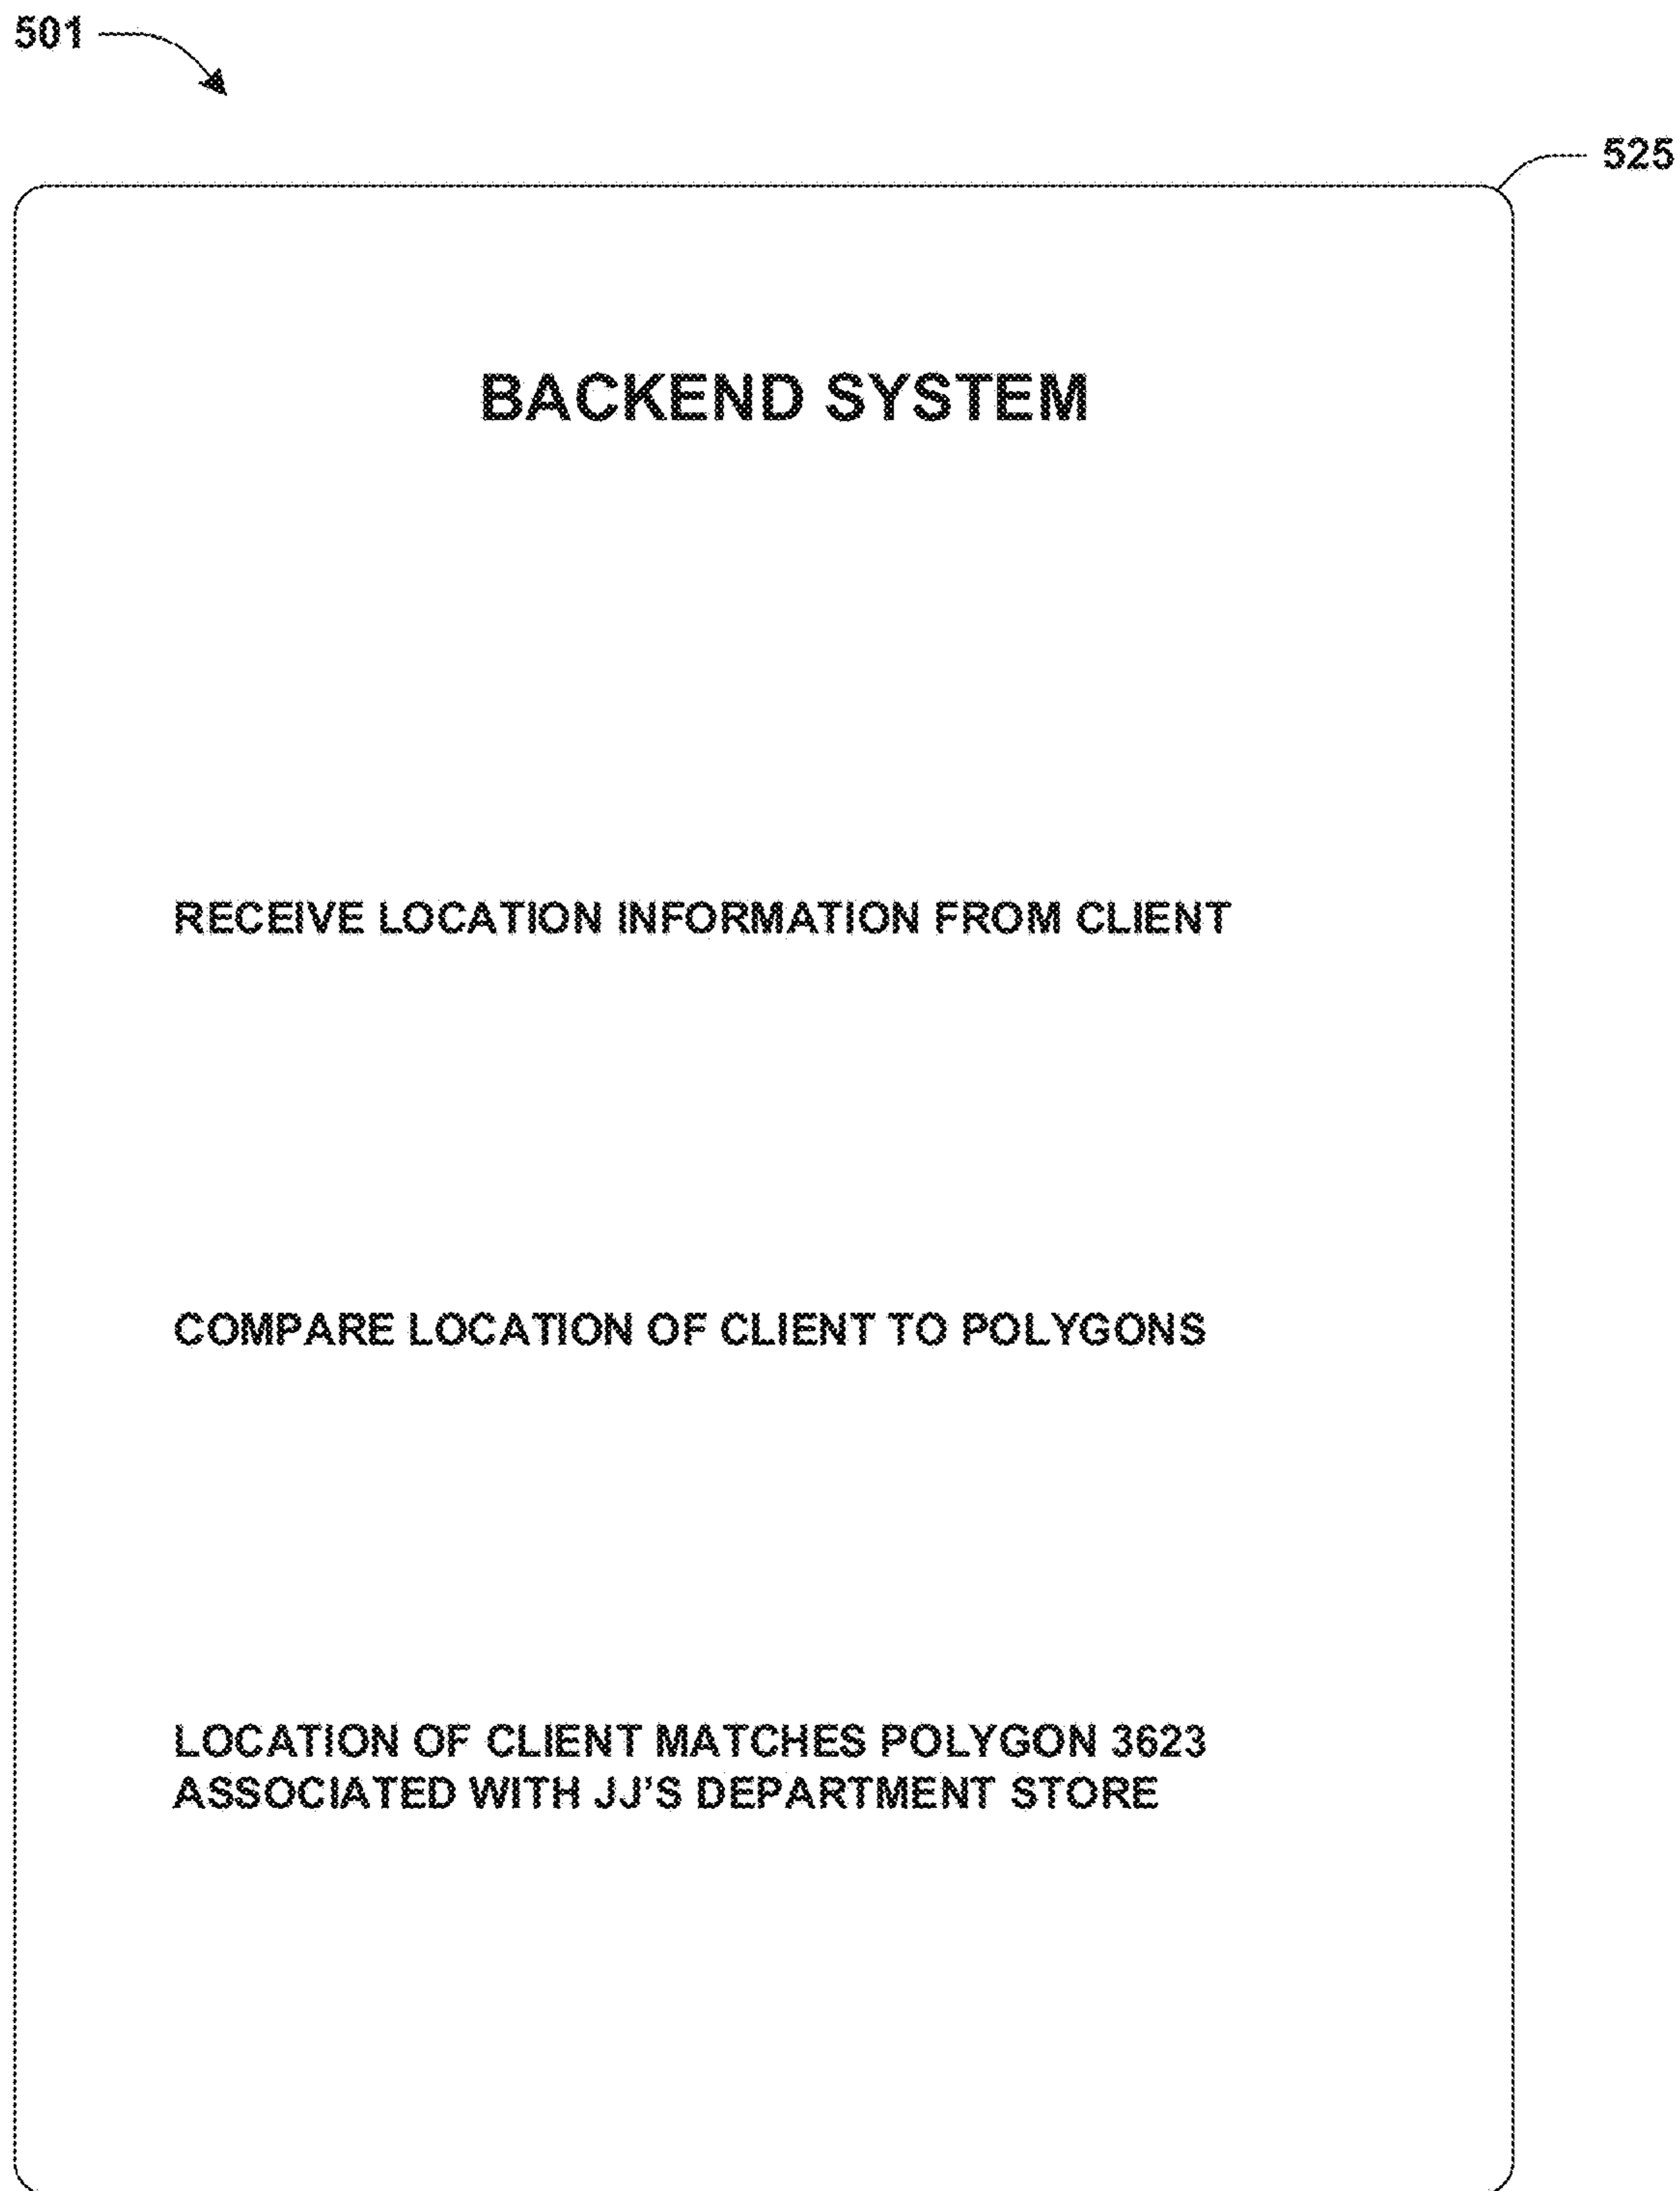 501
525
BACKEND SYSTEM
RECEIVE LOCATION INFORMATION FROM CLIENT
COMPARE LOCATION OF CLIENT TO POLYGONS
LOCATION OF CLIENT MATCHES POLYGON 3623
ASSOCIATED WITH JJ'S DEPARTMENT STORE